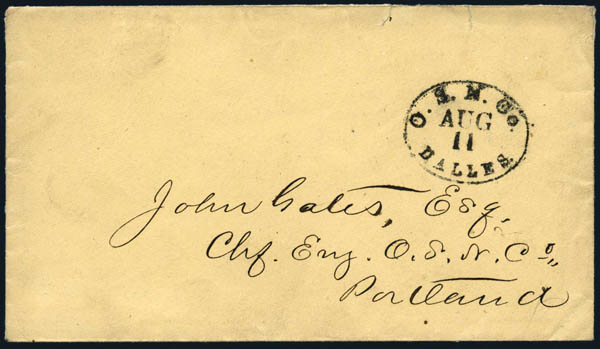 O. S. N. Co.
AUG
11
DALLES.
John Gates, Esq,
Chf. Eng. O. S. N. Co,,
Portland